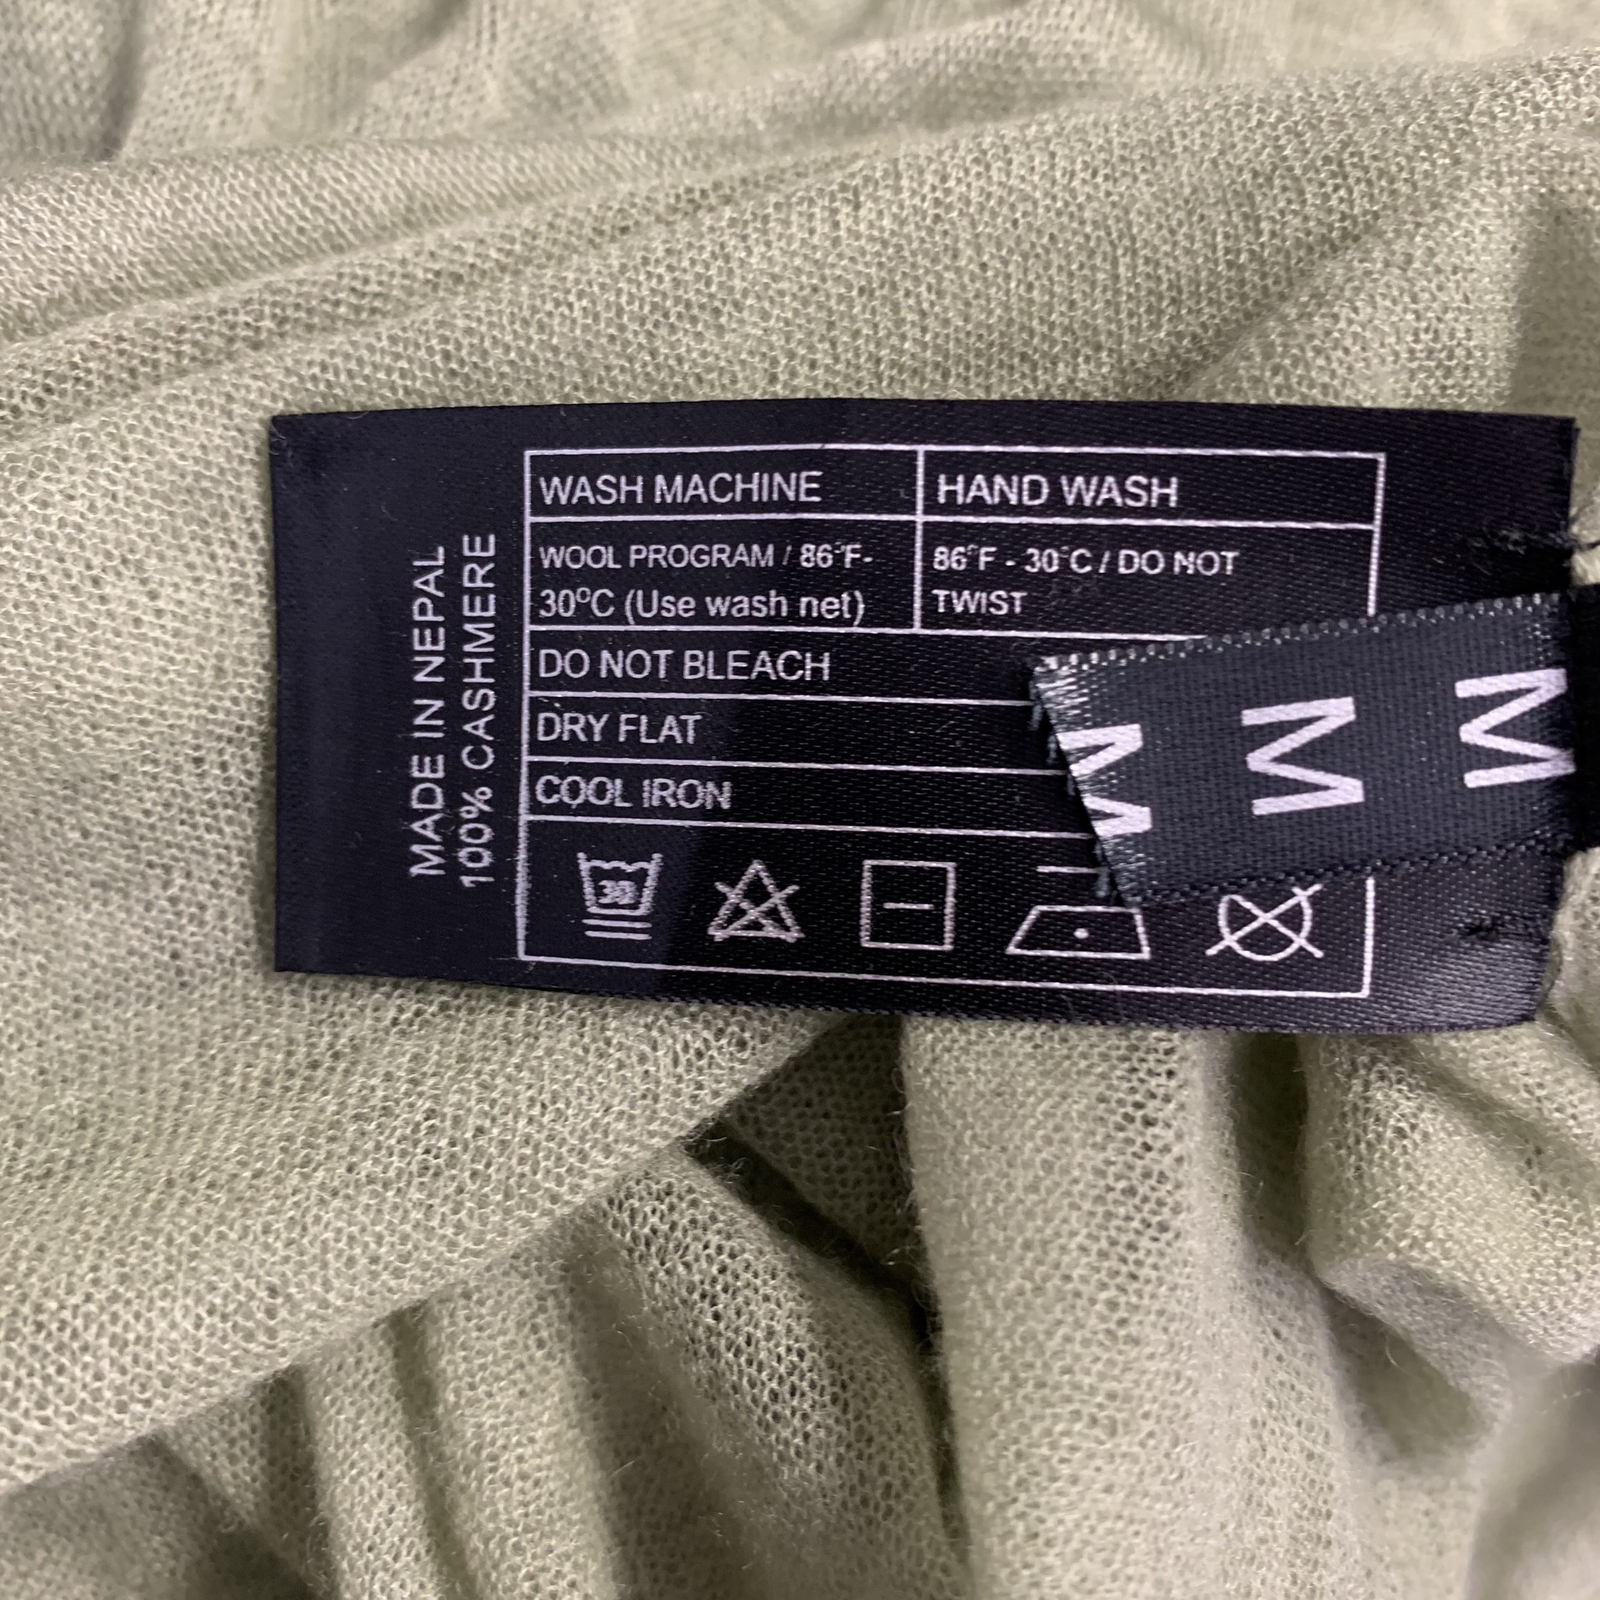 MADE IN NEPAL
100% CASHMERE
WASH MACHINE
HAND WASH
WOOL PROGRAM / 86°F-
30°C (Use wash net)
86°F - 30°C / DO NOT
TWIST
DO NOT BLEACH
DRY FLAT
COOL IRON
30
M
M
M